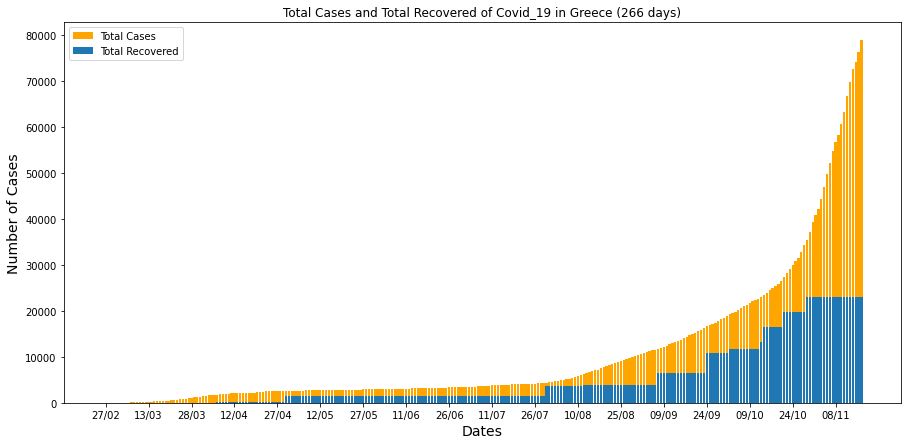 Total Cases and Total Recovered of Covid_19 in Greece (266 days)
Total Cases
Total Recovered
Number of Cases
80000
70000
60000
50000
40000
30000
20000
10000
0
27/02 13/03 28/03 12/04 27/04 12/05 27/05 11/06 26/06 11/07 26/07 10/08 25/08 09/09 24/09 09/10 24/10 08/11
Dates